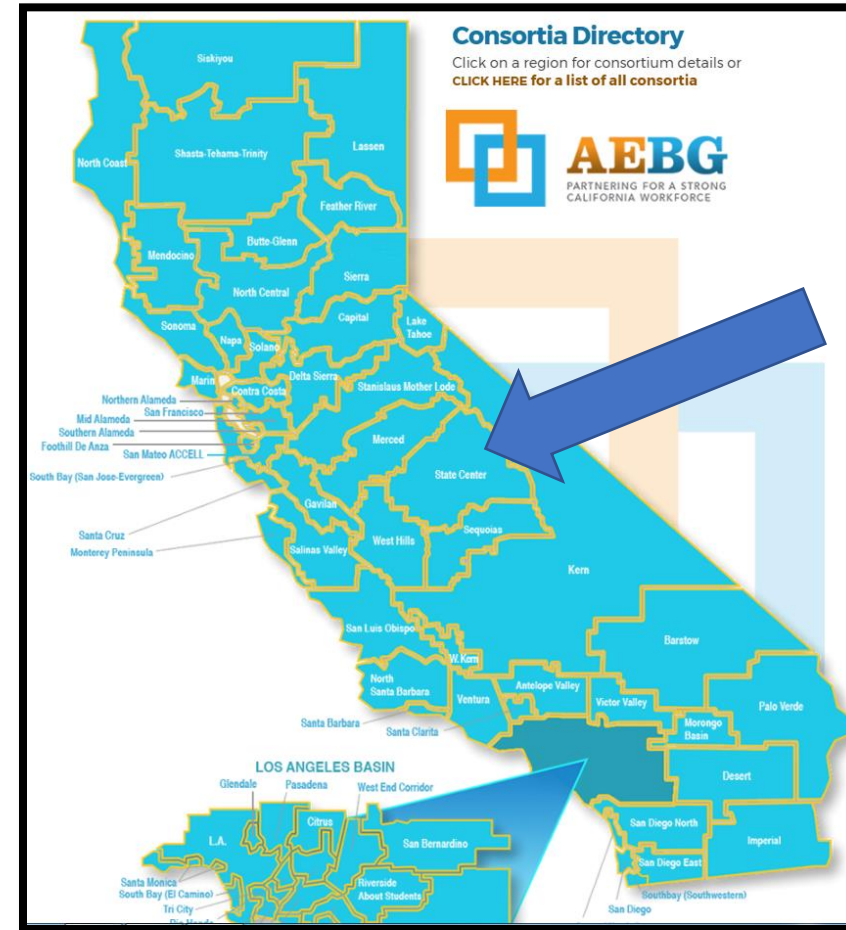 Consortia Directory
Click on a region for consortium details or
CLICK HERE for a list of all consortia
AEBG
PARTNERING FOR A STRONG
CALIFORNIA WORKFORCE
Siskiyou
North Coast
Shasta-Tehama-Trinity
Lassen
Feather River
Butte-Glenn
Mendocino
Sierra
North Central
Capital
Lake
Tahoe
Sonoma
Napa
Solano
Marin
Contra Costa
Delta Sierra
Stanislaus Mother Lode
Northern Alameda
San Francisco
Mid Alameda
Southern Alameda
Foothill De Anza
San Mateo ACCELL
South Bay (San Jose-Evergreen)
Merced
State Center
Gavilan
Santa Cruz
Monterey Peninsula
Salinas Valley
West Hills
Sequoias
Kern
San Luis Obispo
W. Kern
Barstow
North
Santa Barbara
Ventura
Antelope Valley
Victor Valley
Palo Verde
Morongo
Basin
Santa Barbara
Santa Clarita
Desert
LOS ANGELES BASIN
Glendale
Pasadena
West End Corridor
Citrus
L.A.
San Bernardino
San Diego North
Imperial
San Diego East
Santa Monica
South Bay (El Camino)
Tri City
Rio Hondo
Riverside
About Students
Southbay (Southwestern)
San Diego